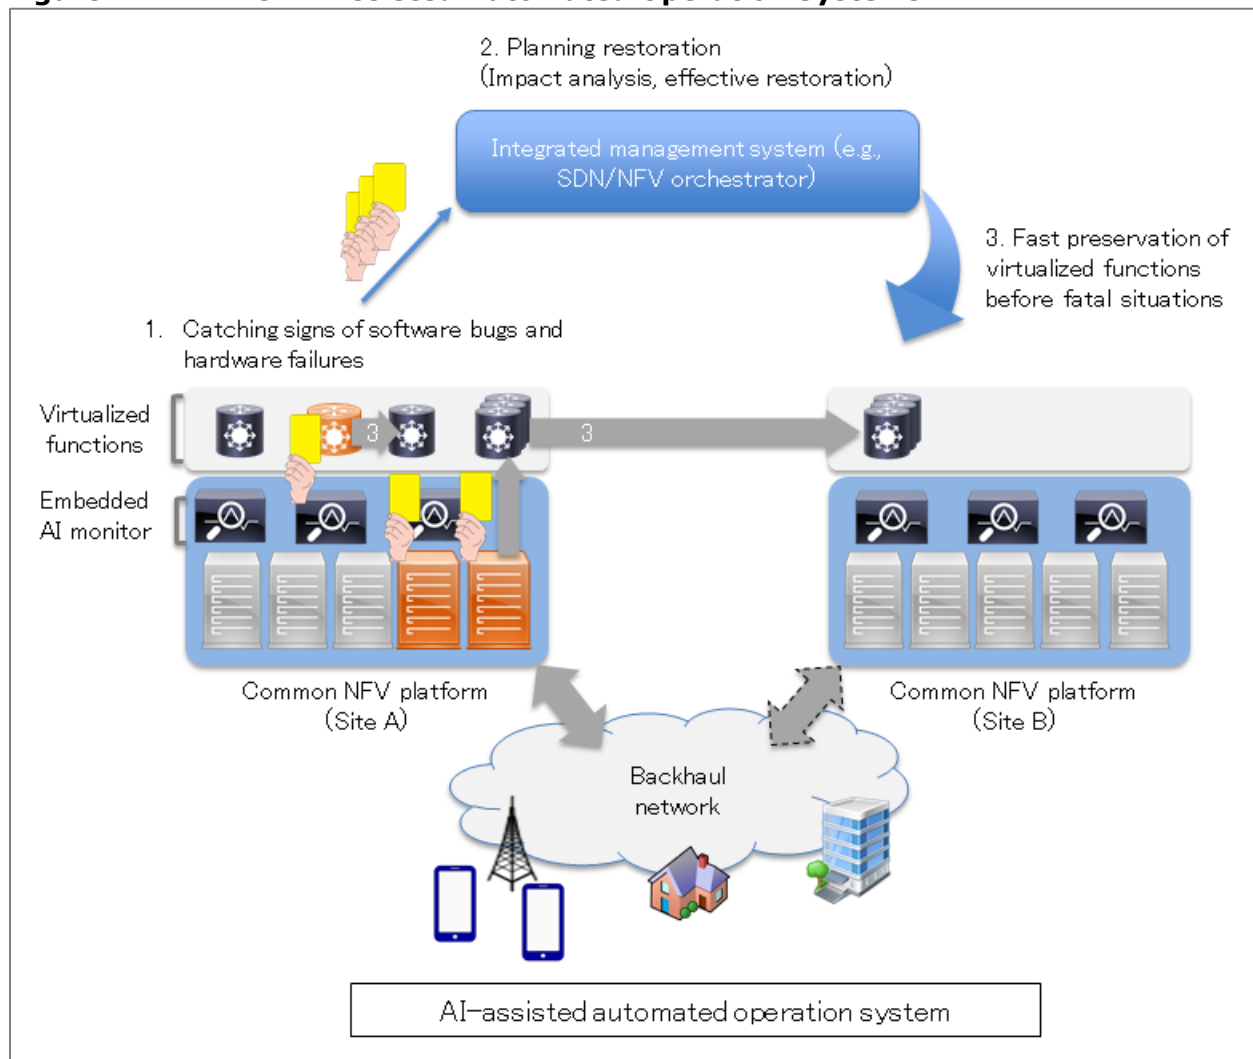 2. Planning restoration
(Impact analysis, effective restoration)
Integrated management system (e.g.,
SDN/NFV orchestrator)
3. Fast preservation of
virtualized functions
before fatal situations
1. Catching signs of software bugs and
hardware failures
Virtualized
functions
3
3
Embedded
AI monitor
Common NFV platform
(Site A)
Common NFV platform
(Site B)
Backhaul
network
AI-assisted automated operation system